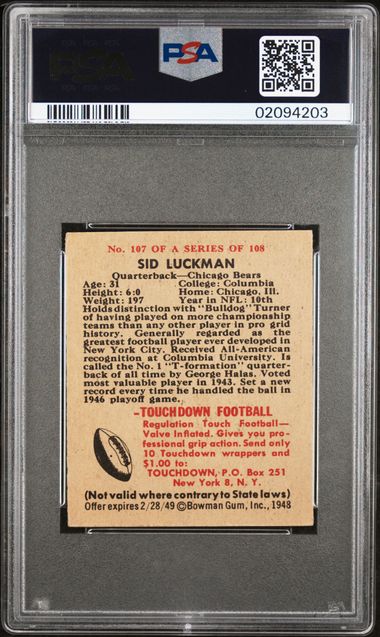 PSA
PSA
02094203
No. 107 OF A SERIES OF 108
SID LUCKMAN
Quarterback—Chicago Bears
Age: 31 College: Columbia
Height: 6:0 Home: Chicago, Ill.
Weight: 197 Year in NFL: 10th
Holds distinction with "Bulldog" Turner
of having played on more championship
teams than any other player in pro grid
history. Generally regarded as the
greatest football player ever developed in
New York City. Received All-American
recognition at Columbia University. Is
called the No. 1 "T-formation" quarter-
back of all time by George Halas. Voted
most valuable player in 1943. Set a new
record every time he handled the ball in
1946 playoff game.
-TOUCHDOWN FOOTBALL
Regulation Touch Football—
Valve Inflated. Gives you pro-
fessional grip action. Send only
10 Touchdown wrappers and
$1.00 to:
TOUCHDOWN, P.O. Box 251
New York 8, N. Y.
(Not valid where contrary to State laws)
Offer expires 2/28/49 ©Bowman Gum, Inc., 1948